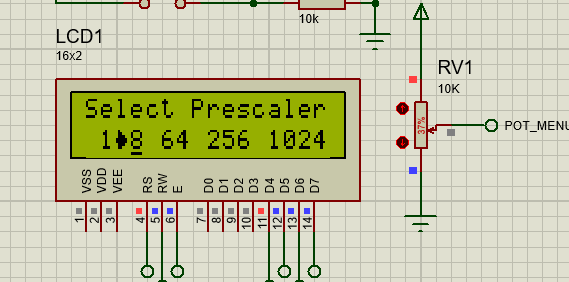 10k
LCD1
16x2
Select Prescaler
1→8 64 256 1024
VSS
VDD
VEE
RS
RW
E
D0
D1
D2
D3
D4
D5
D6
D7
1
2
3
4
5
6
7
8
9
10
11
12
13
14
RV1
10K
37%
POT_MENU